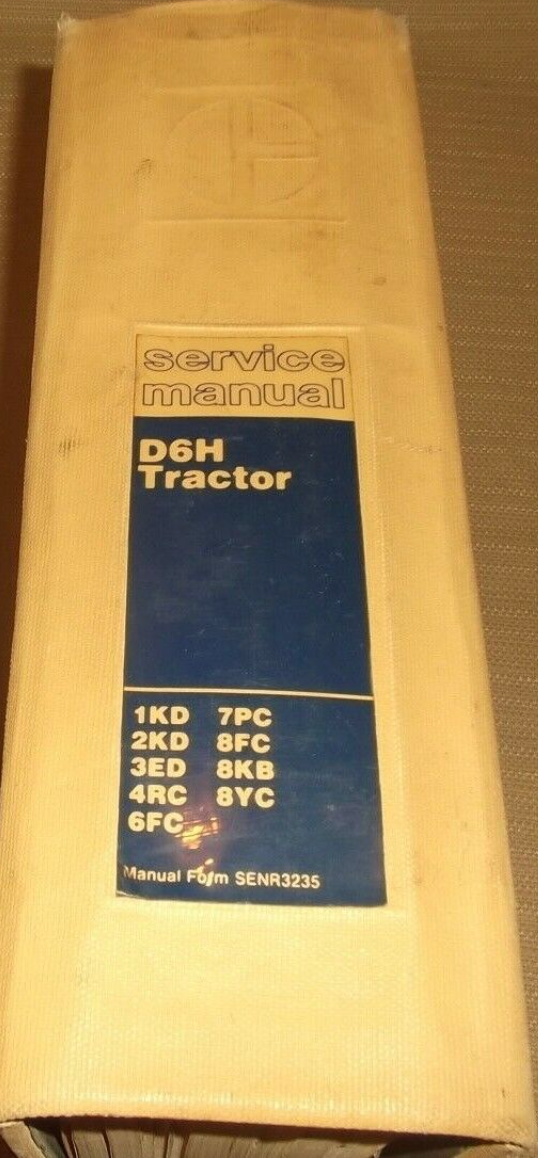 service
manual
D6H
Tractor
1KD 7PC
2KD 8FC
3ED 8KB
4RC 8YC
6FC
Manual Form SENR3235